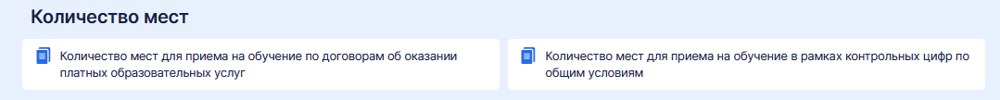 Количество мест
Количество мест для приема на обучение по договорам об оказании
платных образовательных услуг
Количество мест для приема на обучение в рамках контрольных цифр по
общим условиям